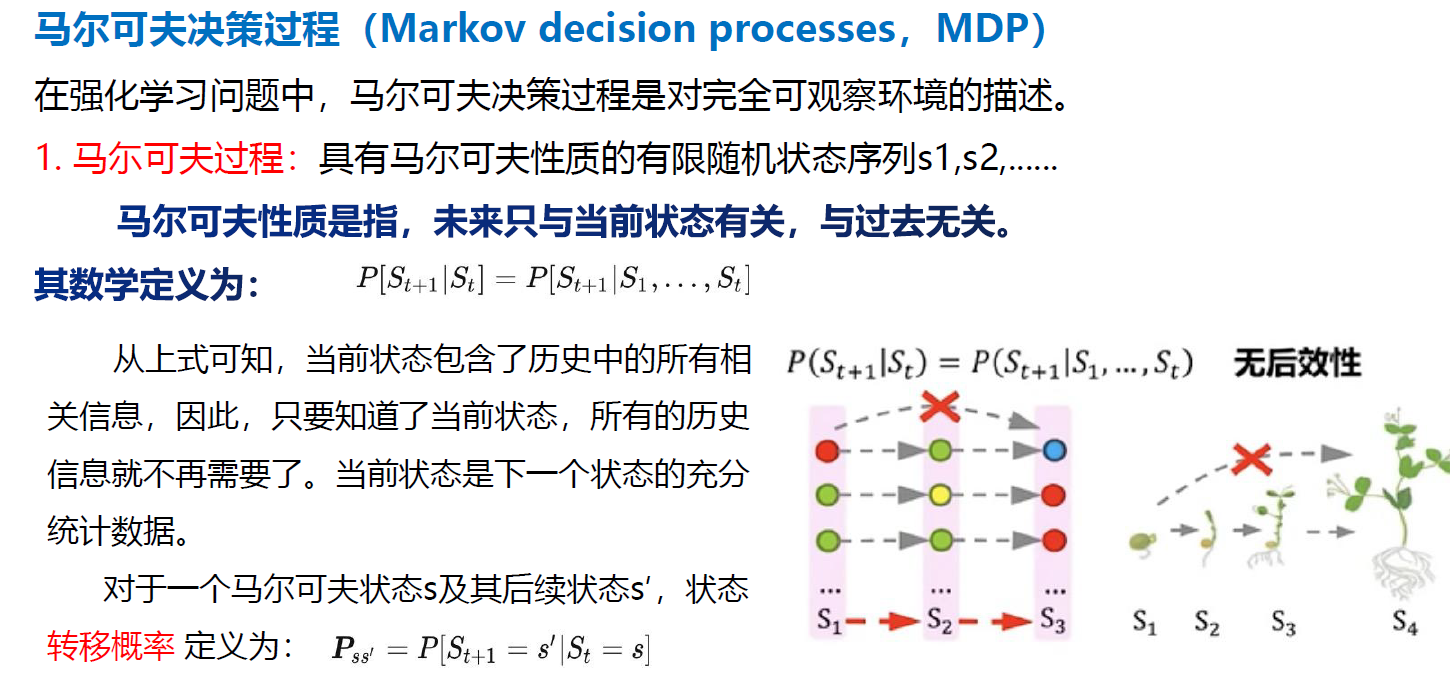 马尔可夫决策过程（Markov decision processes，MDP）
在强化学习问题中，马尔可夫决策过程是对完全可观察环境的描述。
1. 马尔可夫过程：具有马尔可夫性质的有限随机状态序列s1,s2,......
马尔可夫性质是指，未来只与当前状态有关，与过去无关。
其数学定义为： P[S_{t+1}|S_t] = P[S_{t+1}|S_1, . . . , S_t]
从上式可知，当前状态包含了历史中的所有相
关信息，因此，只要知道了当前状态，所有的历史
信息就不再需要了。当前状态是下一个状态的充分
统计数据。
对于一个马尔可夫状态s及其后续状态s′，状态
转移概率 定义为： P_{ss′} = P[S_{t+1} = s′|S_t = s]
P(S_{t+1}|S_t) = P(S_{t+1}|S_1, ..., S_t) 无后效性
... ... ...
S_1 S_2 S_3
S_1 S_2 S_3 S_4